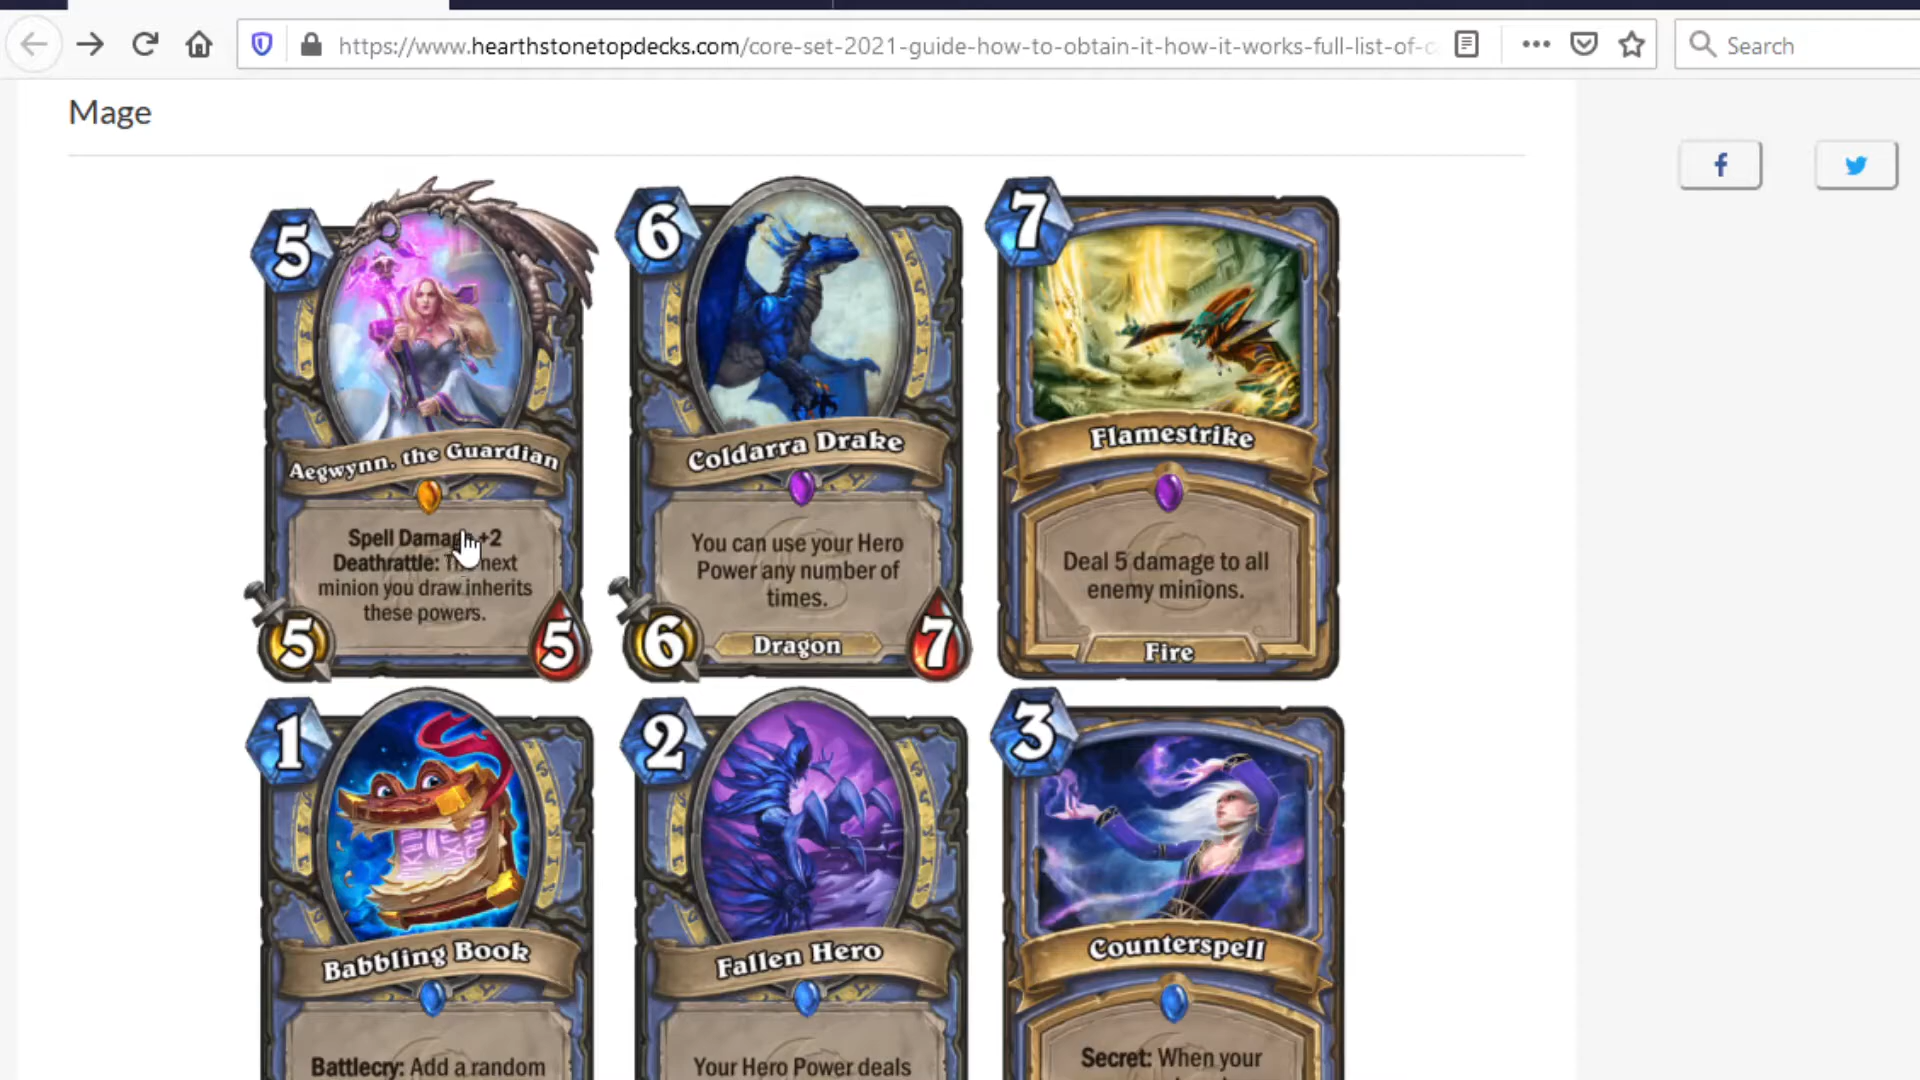 https://www.hearthstonetopdecks.com/core-set-2021-guide-how-to-obtain-it-how-it-works-full-list-of-c
Search
Mage
5
6
7
Aegwynn, the Guardian
Coldarra Drake
Flamestrike
Spell Damage +2
Deathrattle: The next
minion you draw inherits
these powers.
5
5
You can use your Hero
Power any number of
times.
6
Dragon
7
Deal 5 damage to all
enemy minions.
Fire
1
2
3
Babbling Book
Fallen Hero
Counterspell
Battlecry: Add a random
Your Hero Power deals
Secret: When your